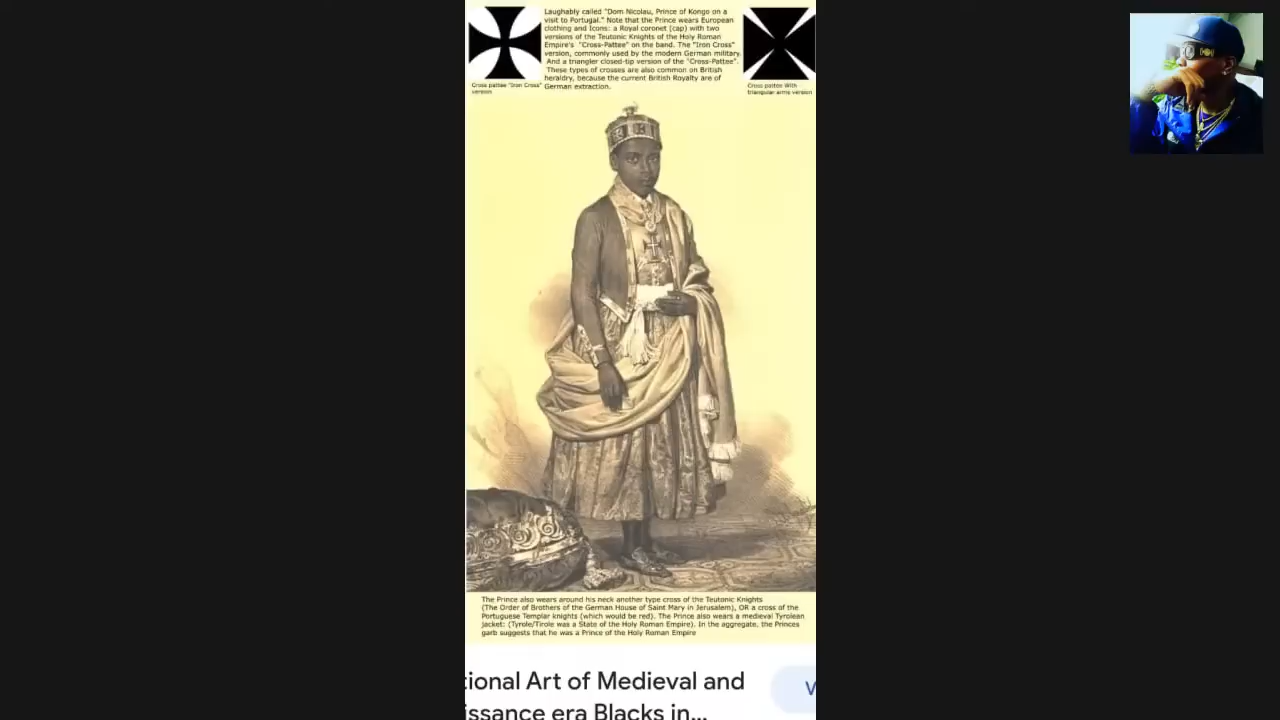 Laughably called "Dom Nicolau, Prince of Kongo on a
visit to Portugal." Note that the Prince wears European
clothing and Icons: a Royal coronet (cap) with two
versions of the Teutonic Knights of the Holy Roman
Empire's "Cross-Pattee" on the band. The "Iron Cross"
version, commonly used by the modern German military.
And a triangler closed-tip version of the "Cross-Pattee".
These types of crosses are also common on British
heraldry, because the current British Royalty are of
German extraction.
Cross pattee "Iron Cross"
version
Cross pattee With
triangular arms version
The Prince also wears around his neck another type cross of the Teutonic Knights
(The Order of Brothers of the German House of Saint Mary in Jerusalem), OR a cross of the
Portuguese Templar knights (which would be red). The Prince also wears a medieval Tyrolean
jacket: (Tyrole/Tirole was a State of the Holy Roman Empire). In the aggregate, the Princes
garb suggests that he was a Prince of the Holy Roman Empire
tional Art of Medieval and
issance era Blacks in...
V